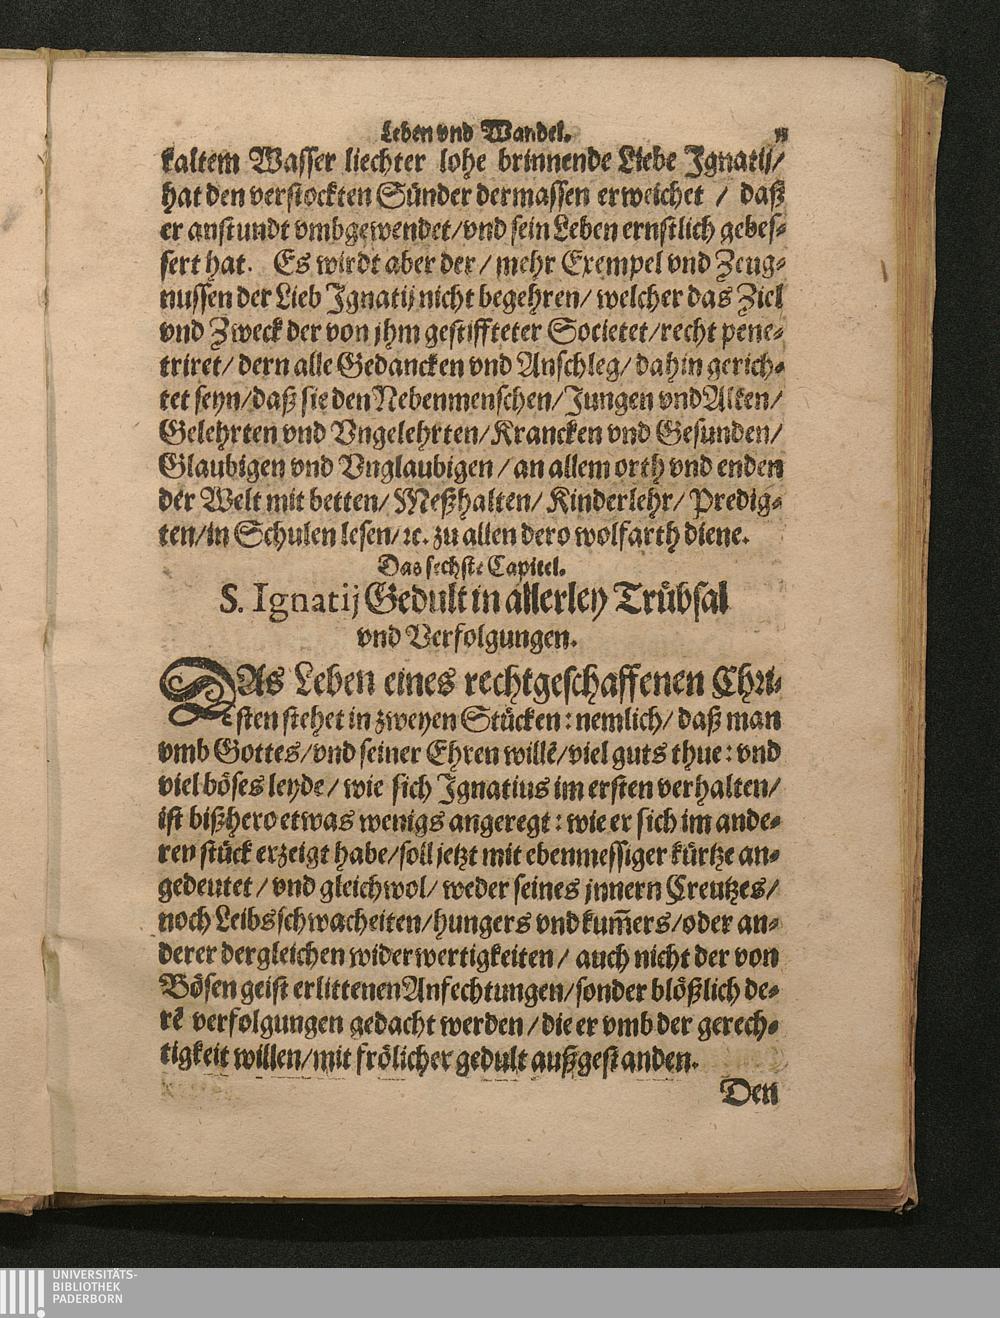 Leben vnd Wandel.
kaltem Wasser liechter lohe brinnende Liebe Ignatij/
hat den verstockten Sünder dermassen erweichet / daß
er anstundt vmbgewendet/vnd sein Leben ernstlich gebes-
sert hat. Es wirdt aber der / mehr Exempel vnd Zeug-
nussen der Lieb Ignatij nicht begehren/ welcher das Ziel
vnd Zweck der von jhm gestiffteter Societet/recht pene-
triret/ dern alle Gedancken vnd Anschleg/ dahin gerich-
tet seyn/daß sie den Nebenmenschen/Jungen vnd Alten/
Gelehrten vnd Vngelehrten/Krancken vnd Gesunden/
Glaubigen vnd Vnglaubigen / an allem orth vnd enden
der Welt mit betten/ Meßhalten/ Kinderlehr/ Predig-
ten/in Schulen lesen/ꝛc. zu allen dero wolfarth diene.
Das sechste Capitel.
S. Ignatij Gedult in allerley Trübsal
vnd Verfolgungen.
DAs Leben eines rechtgeschaffenen Chri-
sten stehet in zweyen Stücken: nemlich/ daß man
vmb Gottes/vnd seiner Ehren willẽ/viel guts thue: vnd
viel böses leyde/ wie sich Ignatius im ersten verhalten/
ist bißhero etwas wenigs angeregt: wie er sich im ande-
ren stück erzeigt habe/soll jetzt mit ebenmessiger kürtze an-
gedeutet / vnd gleichwol/ weder seines jnnern Creutzes/
noch Leibsschwacheiten/hungers vnd kum̃ers/oder an-
derer dergleichen widerwertigkeiten/ auch nicht der von
Bösen geist erlittenen Anfechtungen/sonder blößlich de-
rẽ verfolgungen gedacht werden / die er vmb der gerech-
tigkeit willen/mit frölicher gedult außgestanden.
Den
UNIVERSITÄTS-
BIBLIOTHEK
PADERBORN